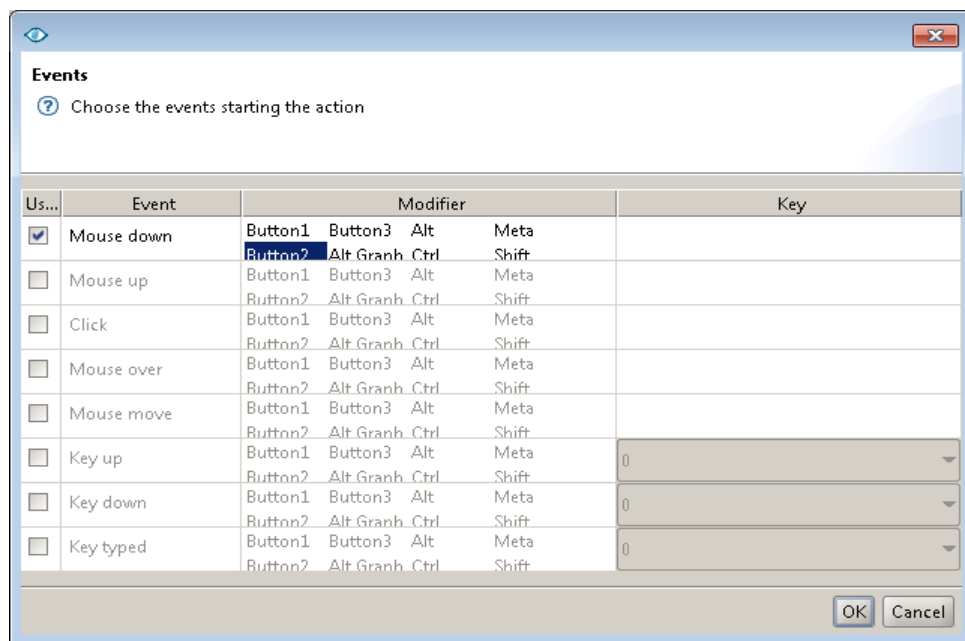 Events
Choose the events starting the action
Us... Event Modifier Key
Mouse down Button1 Button3 Alt Meta
Button2 Alt Graph Ctrl Shift
Mouse up Button1 Button3 Alt Meta
Button2 Alt Graph Ctrl Shift
Click Button1 Button3 Alt Meta
Button2 Alt Graph Ctrl Shift
Mouse over Button1 Button3 Alt Meta
Button2 Alt Graph Ctrl Shift
Mouse move Button1 Button3 Alt Meta
Button2 Alt Graph Ctrl Shift
Key up Button1 Button3 Alt Meta 0
Button2 Alt Graph Ctrl Shift
Key down Button1 Button3 Alt Meta 0
Button2 Alt Graph Ctrl Shift
Key typed Button1 Button3 Alt Meta 0
Button2 Alt Graph Ctrl Shift
OK Cancel